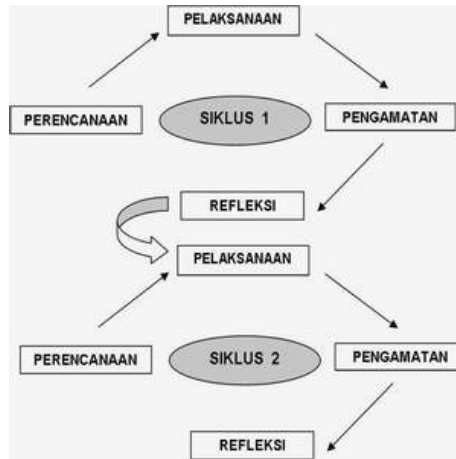 PELAKSANAAN
PERENCANAAN
SIKLUS 1
PENGAMATAN
REFLEKSI
PELAKSANAAN
PERENCANAAN
SIKLUS 2
PENGAMATAN
REFLEKSI